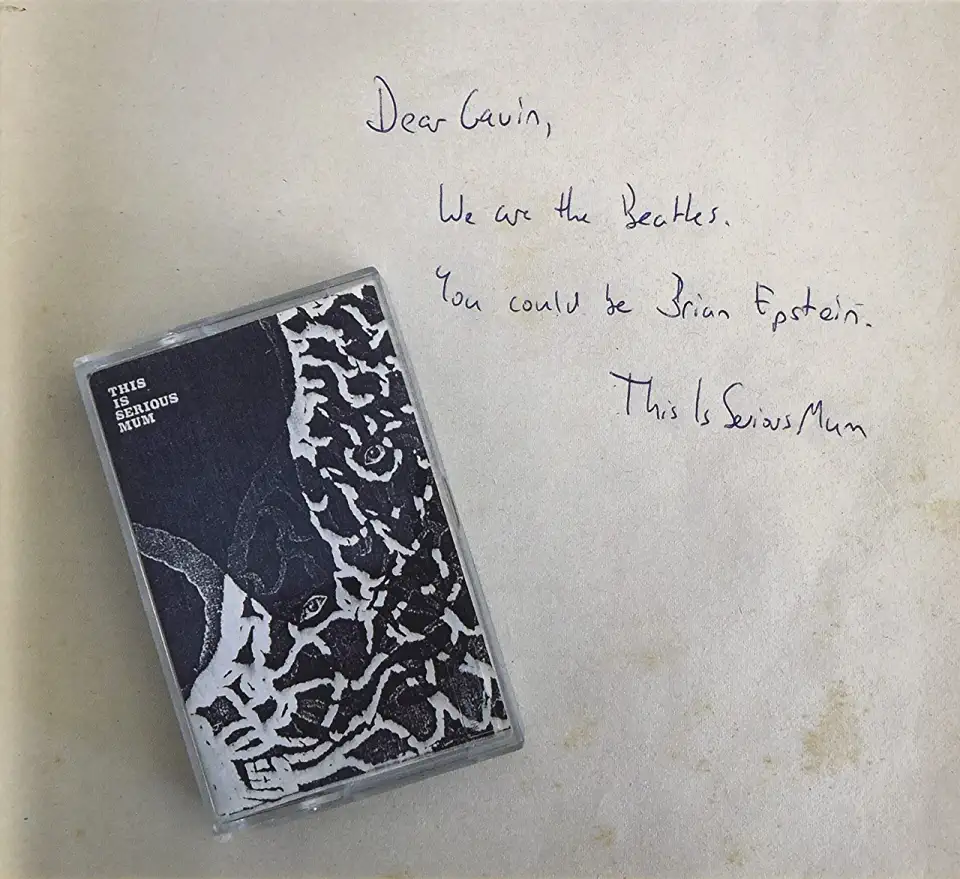 Dear Gavin,
We are the Beatles.
You could be Brian Epstein.
This Is Serious Mum
THIS
IS
SERIOUS
MUM